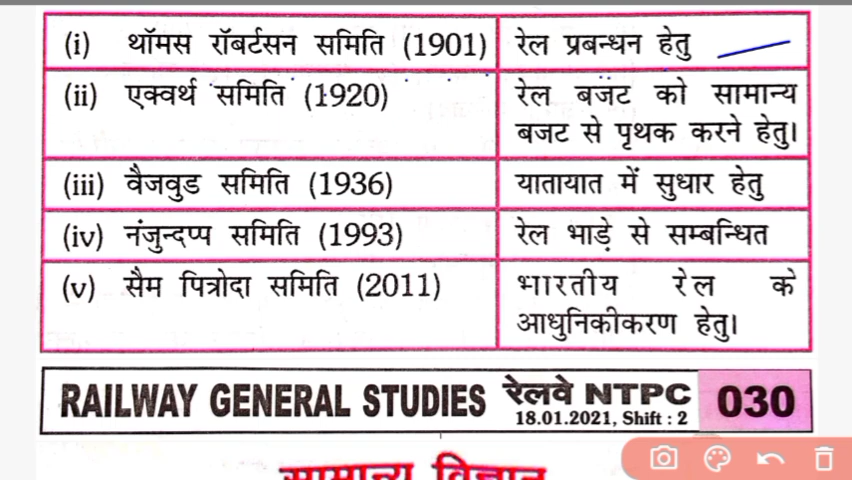 (i) थॉमस रॉबर्टसन समिति (1901) रेल प्रबन्धन हेतु
(ii) एक्वर्थ समिति (1920) रेल बजट को सामान्य
बजट से पृथक करने हेतु।
(iii) वैजवुड समिति (1936) यातायात में सुधार हेतु
(iv) नंजुन्दप्प समिति (1993) रेल भाड़े से सम्बन्धित
(v) सैम पित्रोदा समिति (2011) भारतीय रेल के
आधुनिकीकरण हेतु।
RAILWAY GENERAL STUDIES रेलवे NTPC 030
18.01.2021, Shift : 2
सामान्य विज्ञान